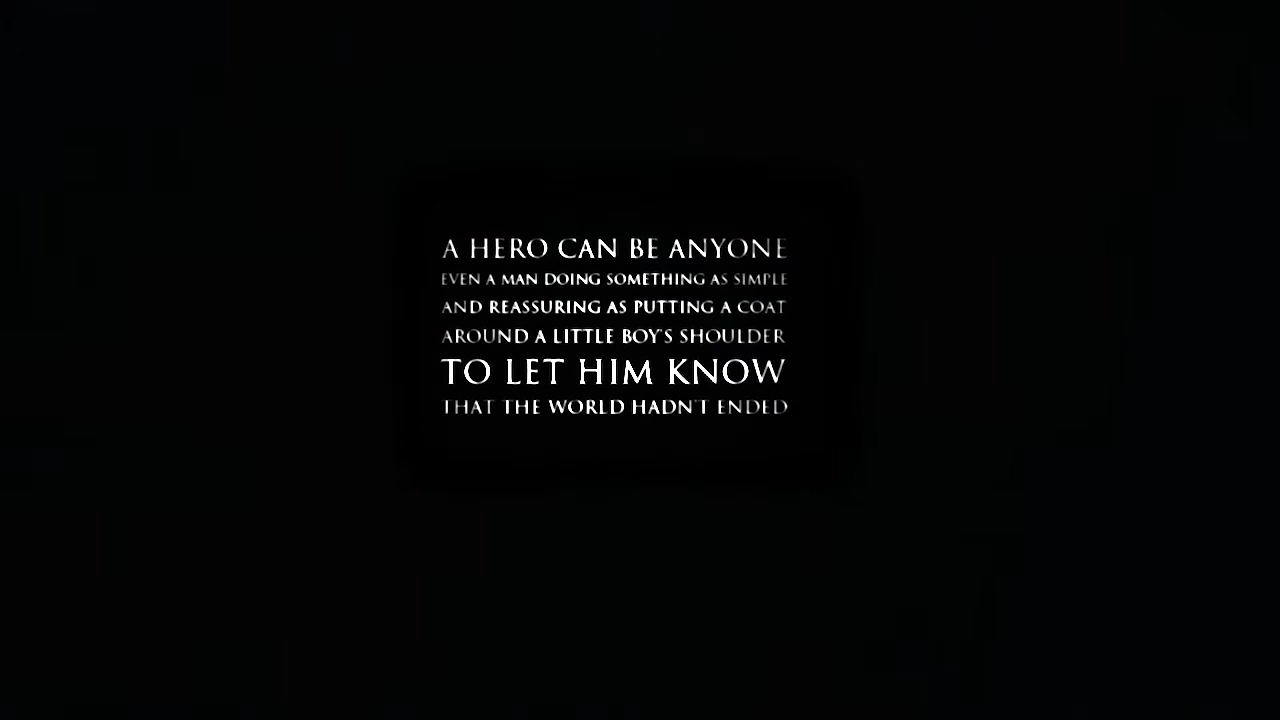 A HERO CAN BE ANYONE
EVEN A MAN DOING SOMETHING AS SIMPLE
AND REASSURING AS PUTTING A COAT
AROUND A LITTLE BOY'S SHOULDER
TO LET HIM KNOW
THAT THE WORLD HADN'T ENDED